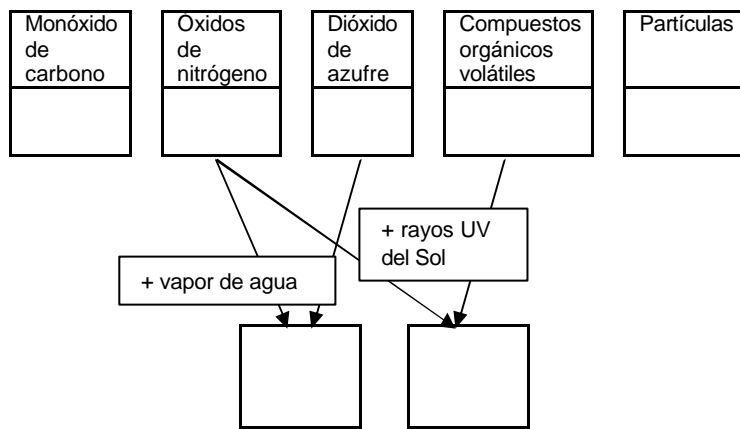 Monóxido
de
carbono
Óxidos
de
nitrógeno
Dióxido
de
azufre
Compuestos
orgánicos
volátiles
Partículas
+ rayos UV
del Sol
+ vapor de agua